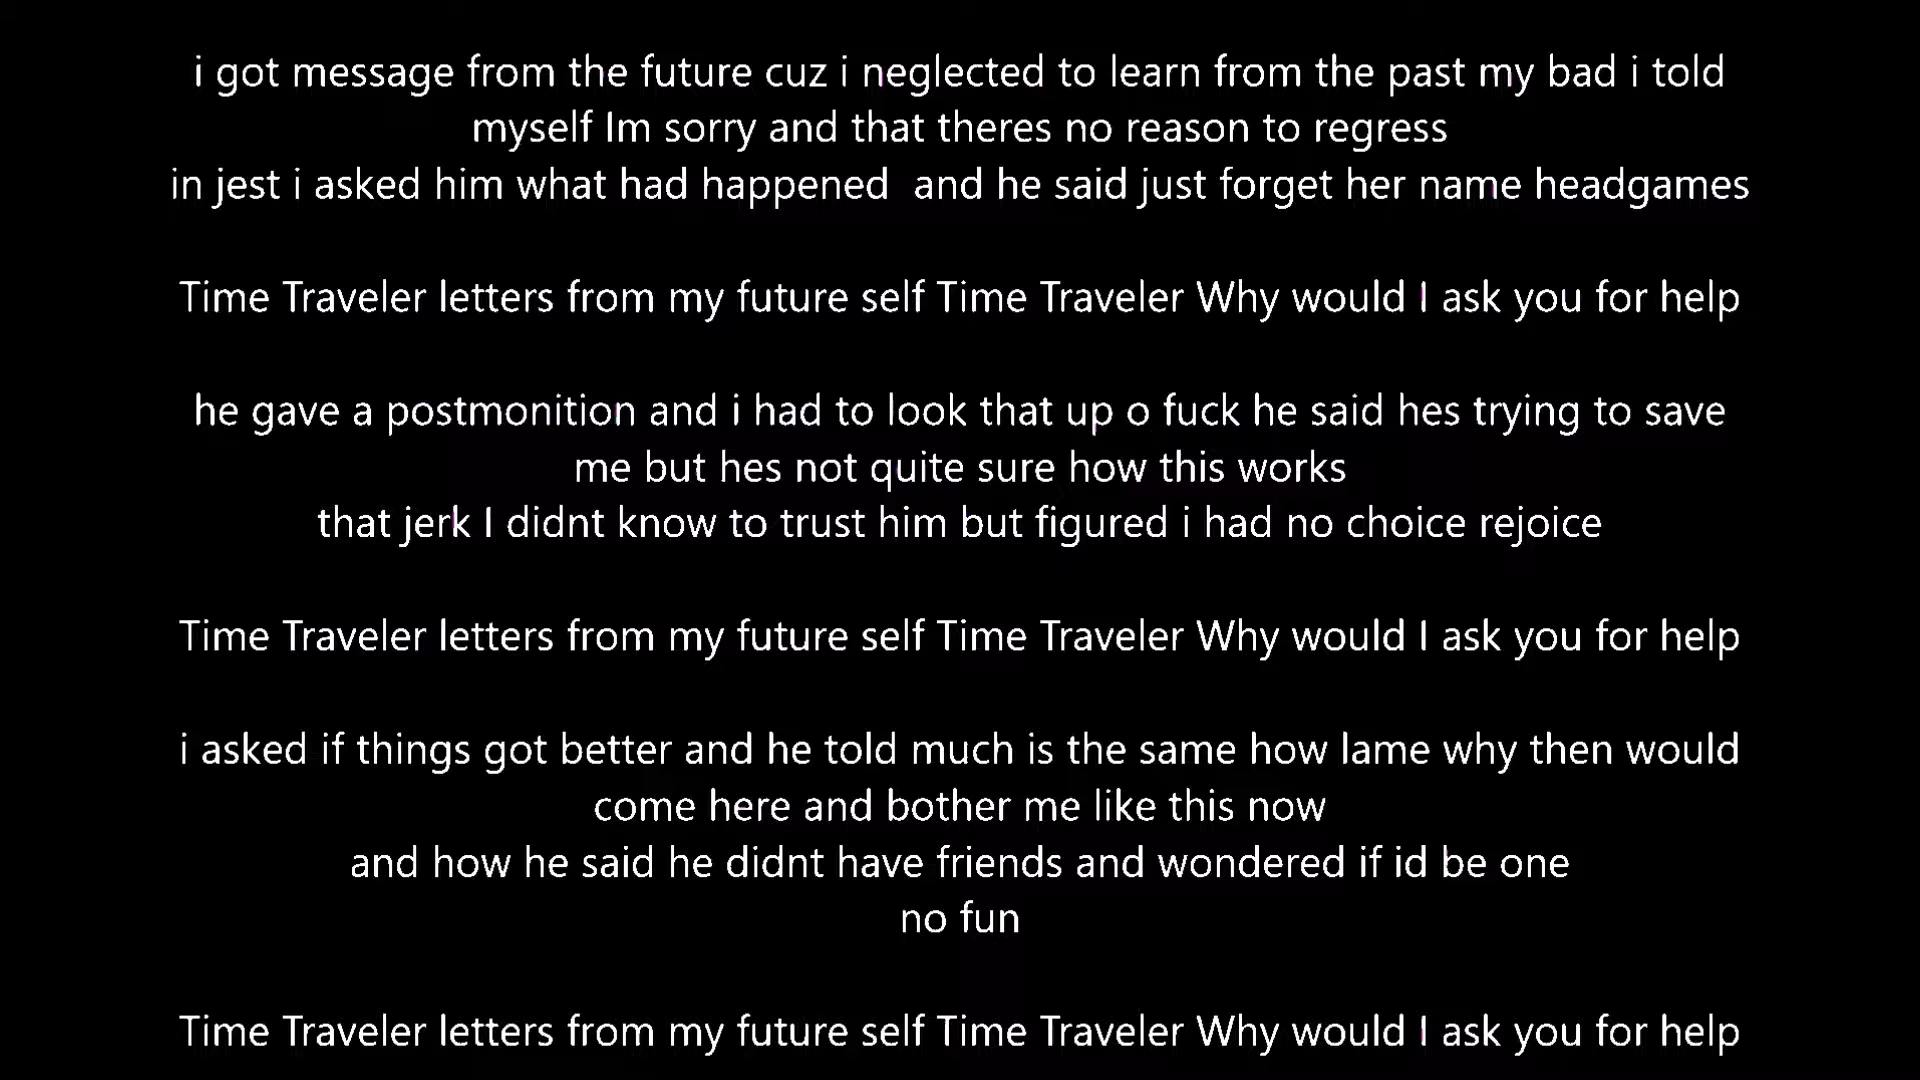 i got message from the future cuz i neglected to learn from the past my bad i told
myself Im sorry and that theres no reason to regress
in jest i asked him what had happened  and he said just forget her name headgames
Time Traveler letters from my future self Time Traveler Why would I ask you for help
he gave a postmonition and i had to look that up o fuck he said hes trying to save
me but hes not quite sure how this works
that jerk I didnt know to trust him but figured i had no choice rejoice
Time Traveler letters from my future self Time Traveler Why would I ask you for help
i asked if things got better and he told much is the same how lame why then would
come here and bother me like this now
and how he said he didnt have friends and wondered if id be one
no fun
Time Traveler letters from my future self Time Traveler Why would I ask you for help